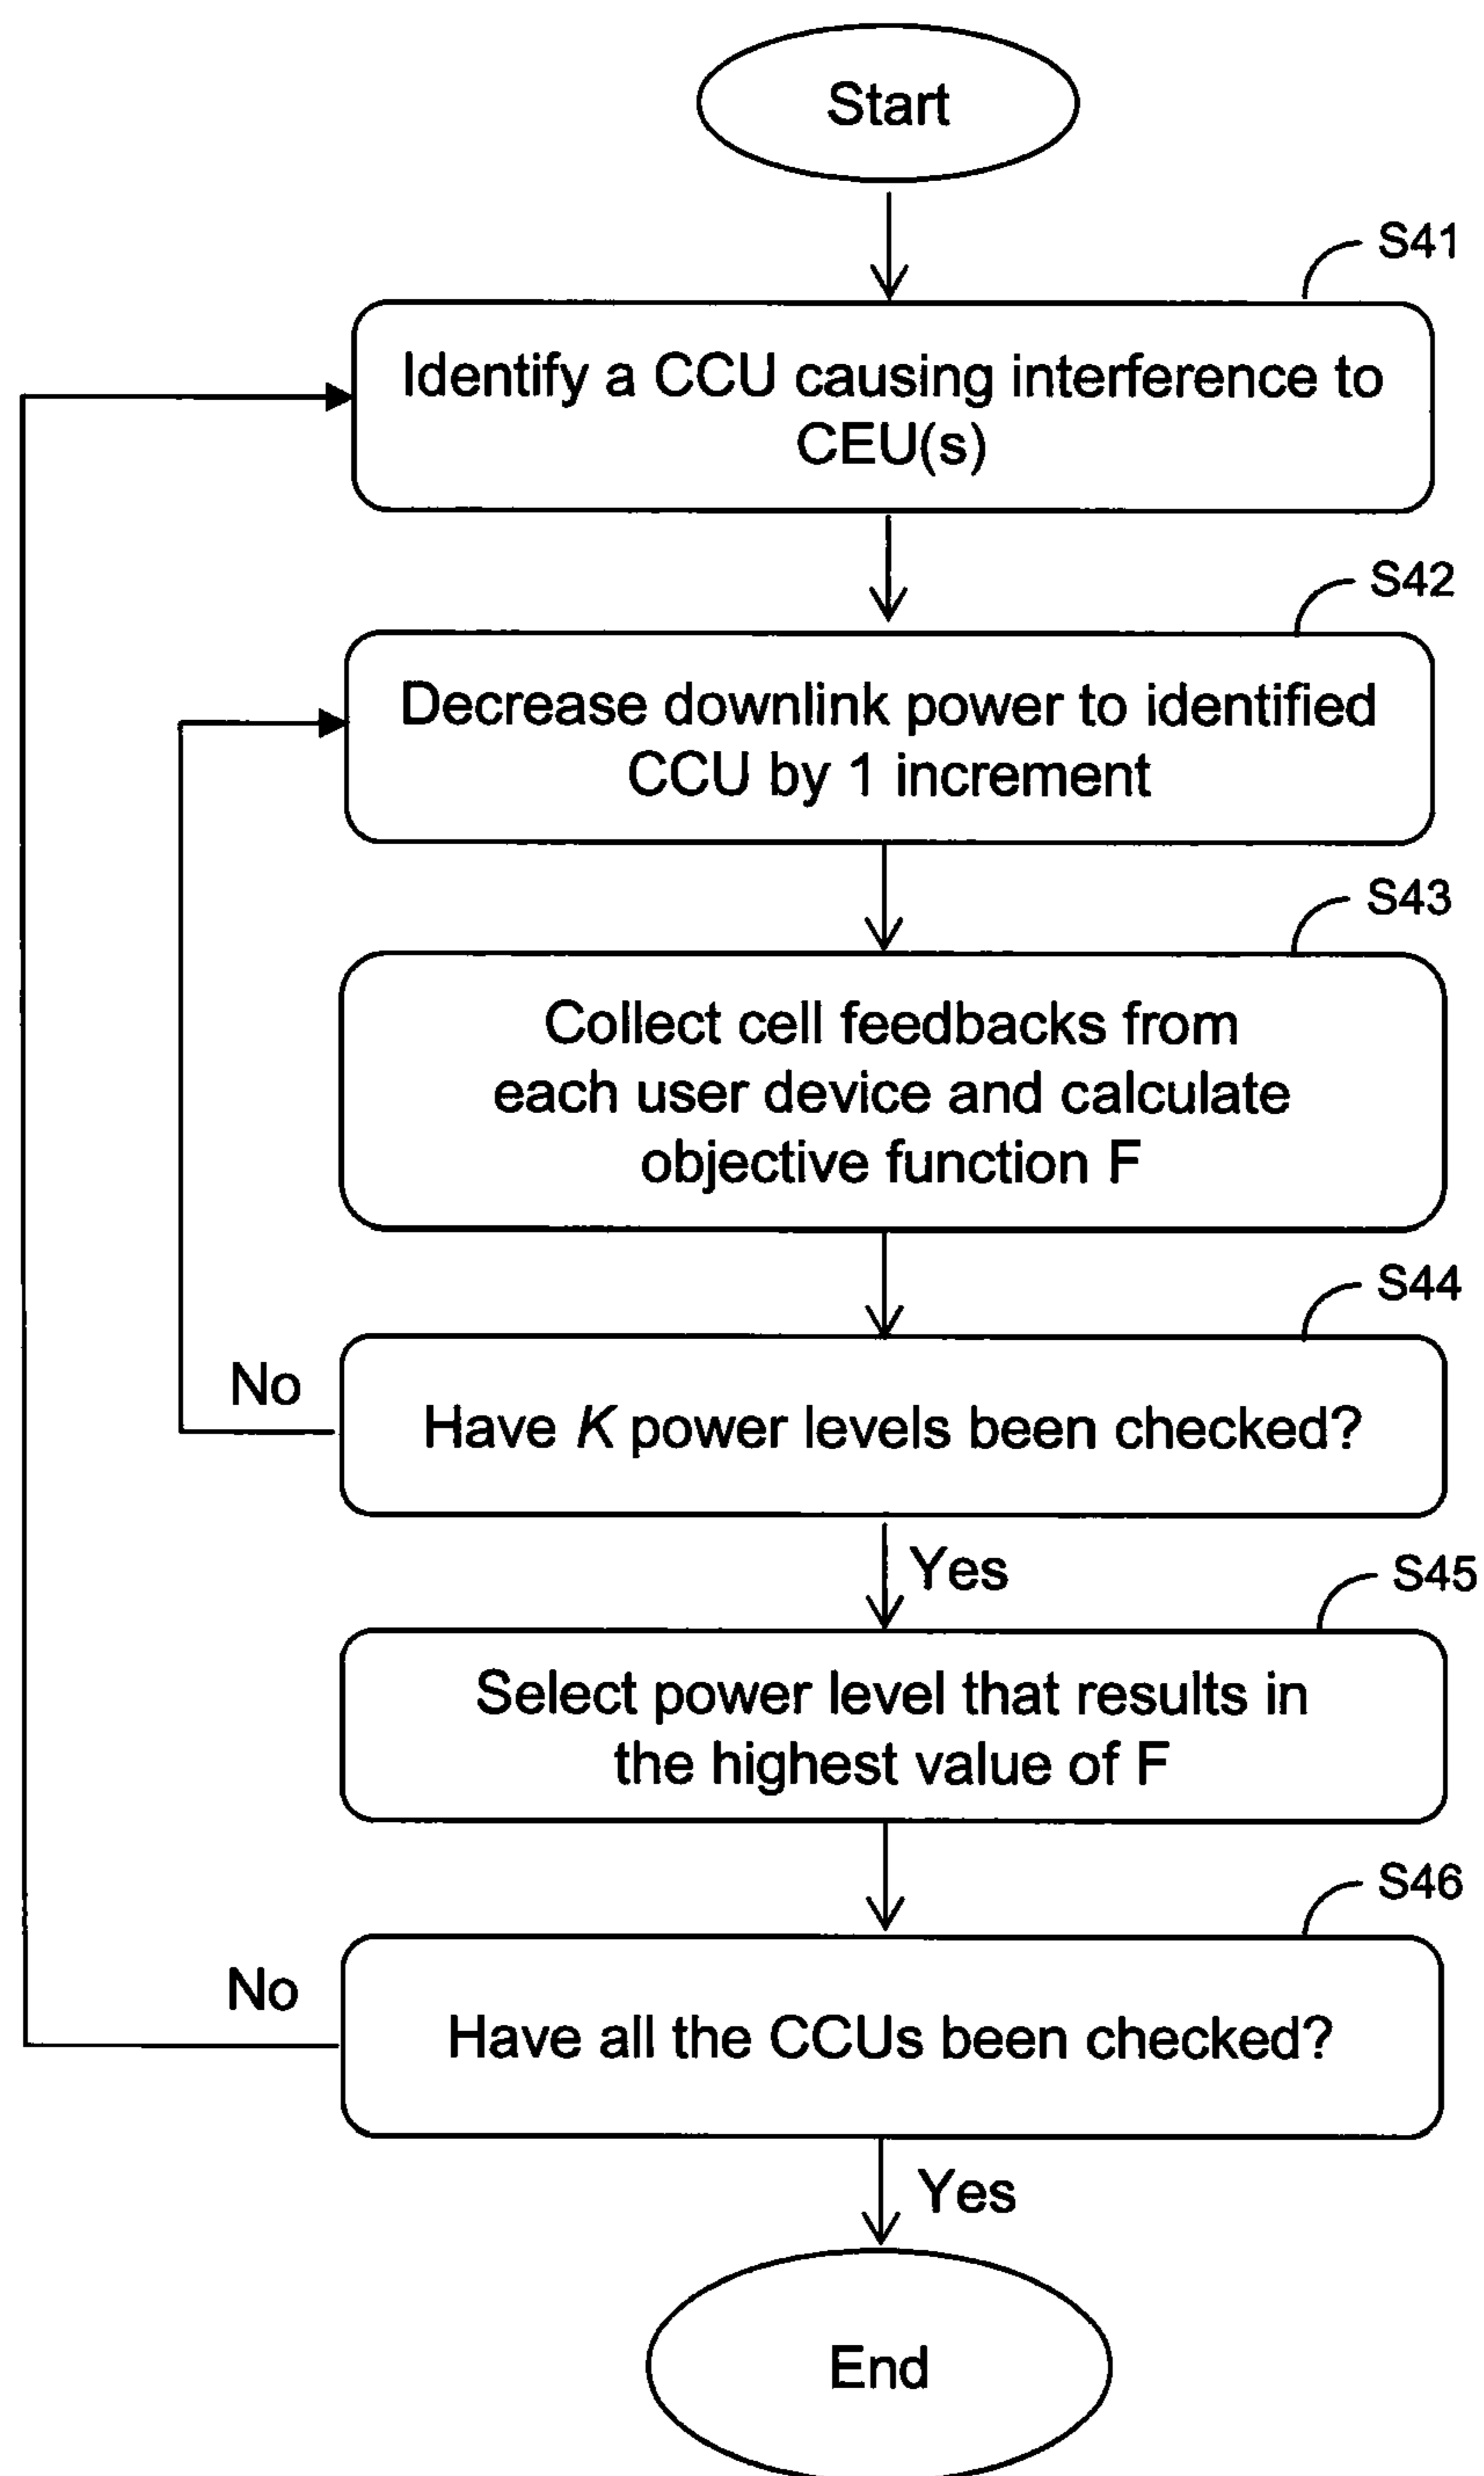 Start
S41
Identify a CCU causing interference to
CEU(s)
S42
Decrease downlink power to identified
CCU by 1 increment
S43
Collect cell feedbacks from
each user device and calculate
objective function F
S44
No
Have K power levels been checked?
Yes
S45
Select power level that results in
the highest value of F
S46
No
Have all the CCUs been checked?
Yes
End